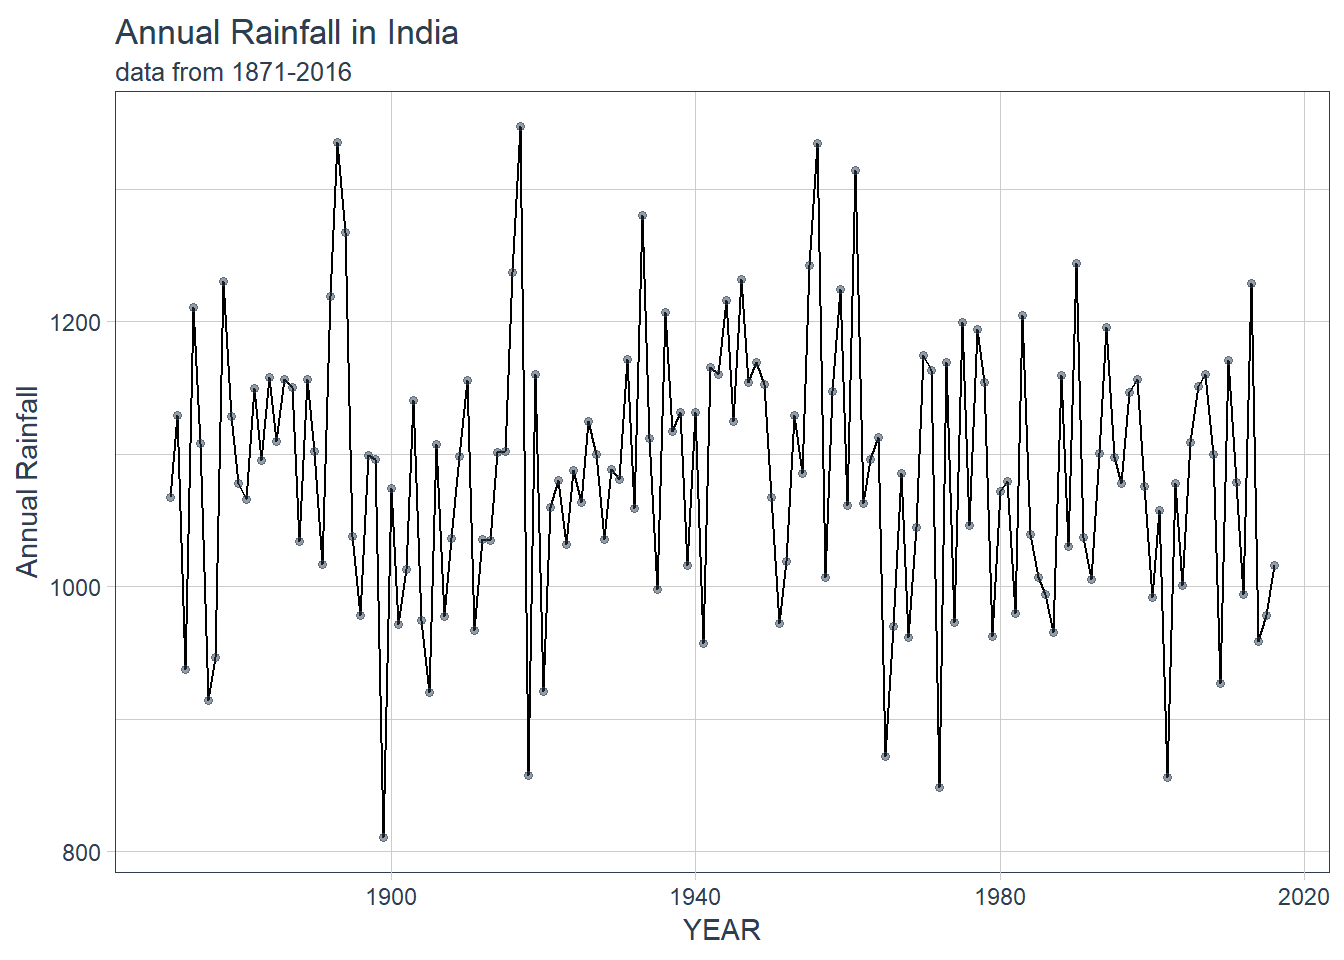 Annual Rainfall in India
data from 1871-2016
Annual Rainfall
1200
1000
800
1900 1940 1980 2020
YEAR